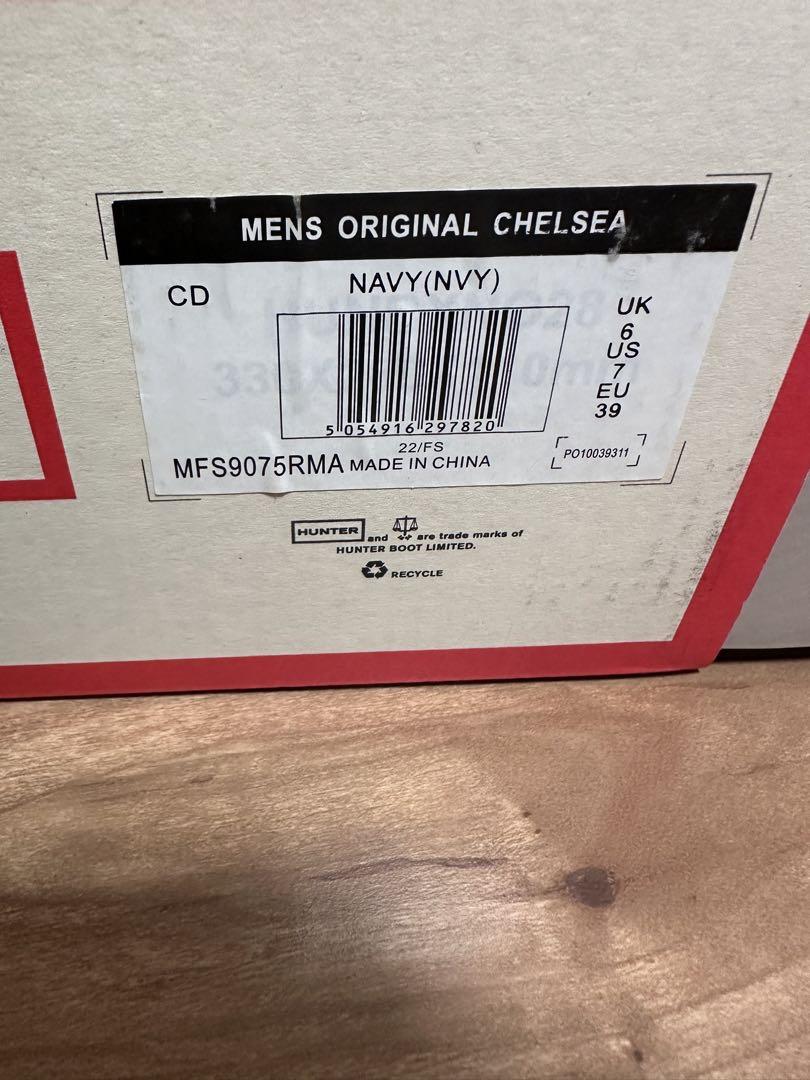 MENS ORIGINAL CHELSEA
CD
NAVY(NVY)
UK
6
US
7
EU
39
5 054916 297820
22/FS
MFS9075RMA MADE IN CHINA
PO10039311
HUNTER and are trade marks of
HUNTER BOOT LIMITED.
RECYCLE